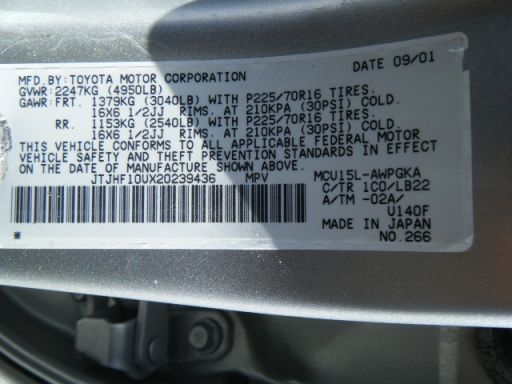 MFD.BY:TOYOTA MOTOR CORPORATION DATE 09/01
GVWR:2247KG (4950LB)
GAWR:FRT. 1379KG (3040LB) WITH P225/70R16 TIRES.
16X6 1/2JJ RIMS. AT 210KPA (30PSI) COLD.
RR. 1153KG (2540LB) WITH P225/70R16 TIRES.
16X6 1/2JJ RIMS. AT 210KPA (30PSI) COLD.
THIS VEHICLE CONFORMS TO ALL APPLICABLE FEDERAL MOTOR
VEHICLE SAFETY AND THEFT PREVENTION STANDARDS IN EFFECT
ON THE DATE OF MANUFACTURE SHOWN ABOVE.
JTJHF10UX20239436 MPV MCU15L-AWPGKA
C/TR 1C0/LB22
A/TM -02A/
U140F
* MADE IN JAPAN
NO.266